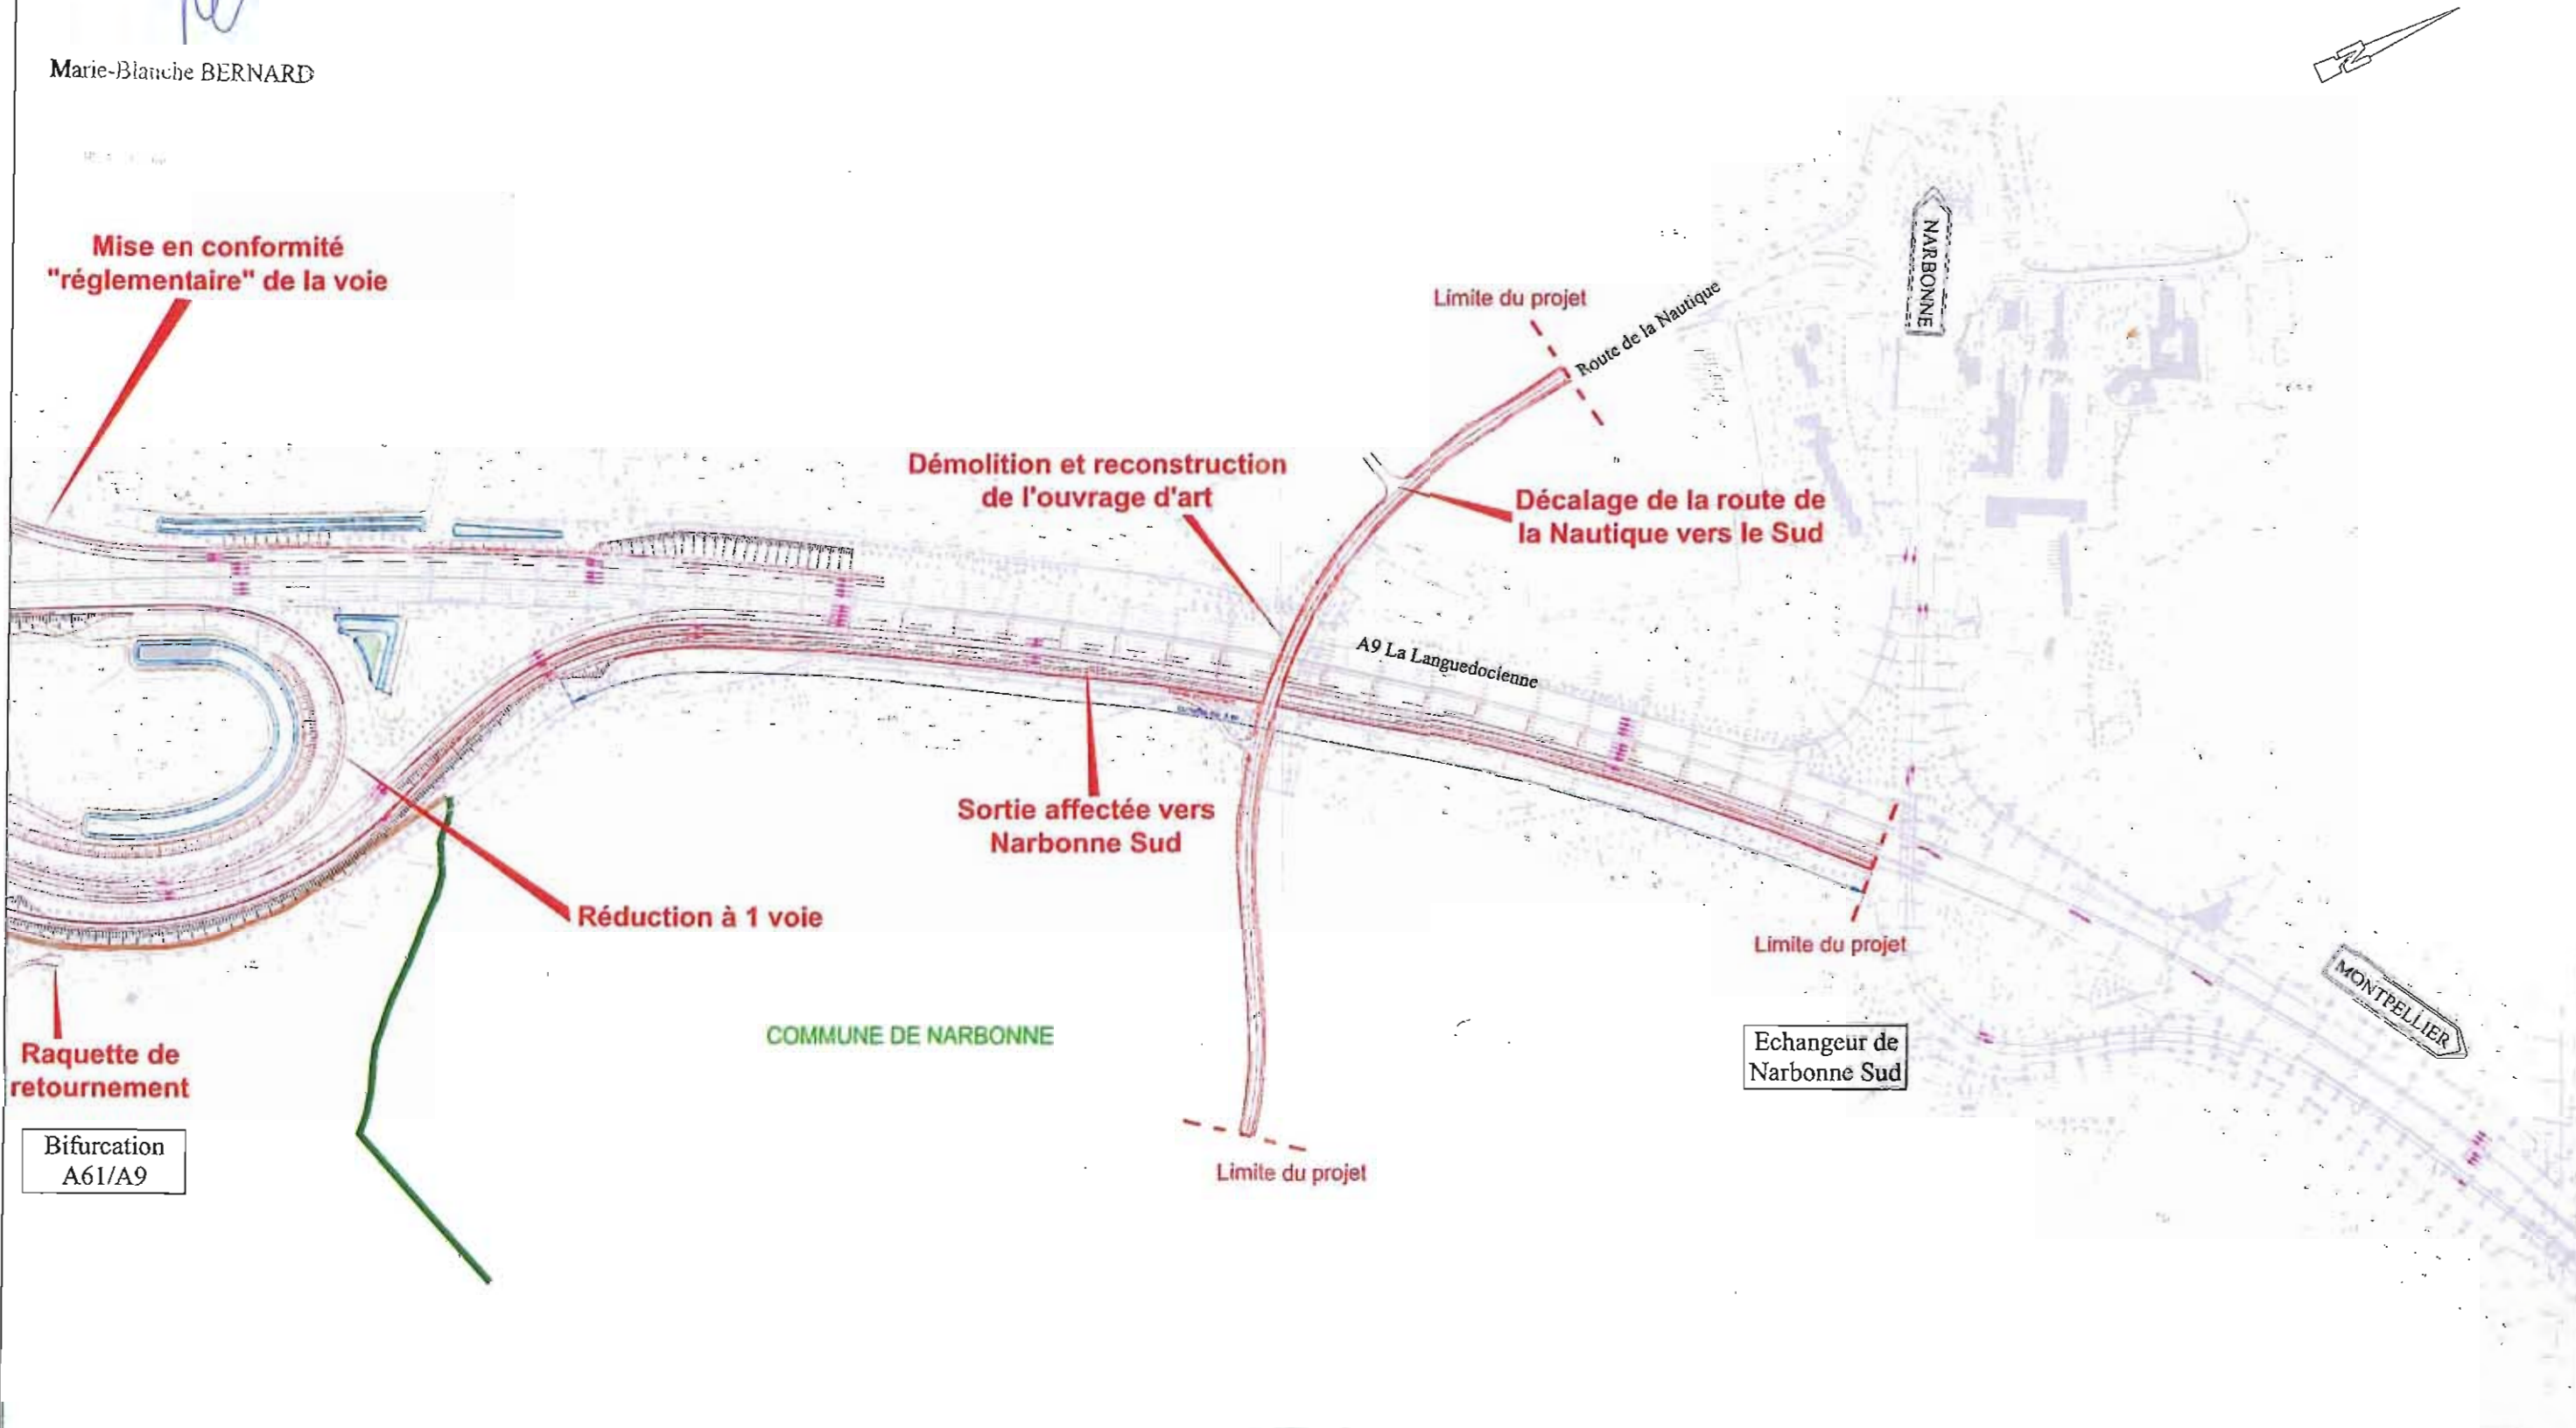 Marie-Blanche BERNARD
N
Mise en conformité
"réglementaire" de la voie
NARBONNE
Limite du projet
Route de la Nautique
Démolition et reconstruction
de l'ouvrage d'art
Décalage de la route de
la Nautique vers le Sud
A9 La Languedocienne
Sortie affectée vers
Narbonne Sud
Réduction à 1 voie
Limite du projet
MONTPELLIER
COMMUNE DE NARBONNE
Echangeur de
Narbonne Sud
Raquette de
retournement
Bifurcation
A61/A9
Limite du projet